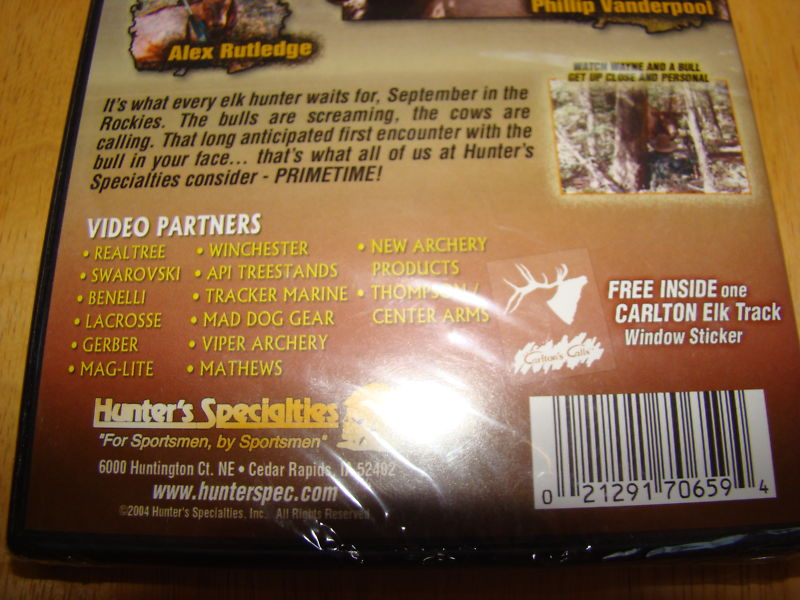 Alex Rutledge
Phillip Vanderpool
WATCH WAYNE AND A BULL
GET UP CLOSE AND PERSONAL
It's what every elk hunter waits for, September in the
Rockies. The bulls are screaming, the cows are
calling. That long anticipated first encounter with the
bull in your face... that's what all of us at Hunter's
Specialties consider - PRIMETIME!
VIDEO PARTNERS
• REALTREE
• SWAROVSKI
• BENELLI
• LACROSSE
• GERBER
• MAG-LITE
• WINCHESTER
• API TREESTANDS
• TRACKER MARINE
• MAD DOG GEAR
• VIPER ARCHERY
• MATHEWS
• NEW ARCHERY
PRODUCTS
• THOMPSON /
CENTER ARMS
Carlton's Calls
FREE INSIDE one
CARLTON Elk Track
Window Sticker
Hunter's Specialties
"For Sportsmen, by Sportsmen"
6000 Huntington Ct. NE • Cedar Rapids, IA 52402
www.hunterspec.com
©2004 Hunter's Specialties, Inc. All Rights Reserved
0 21291 70659 4